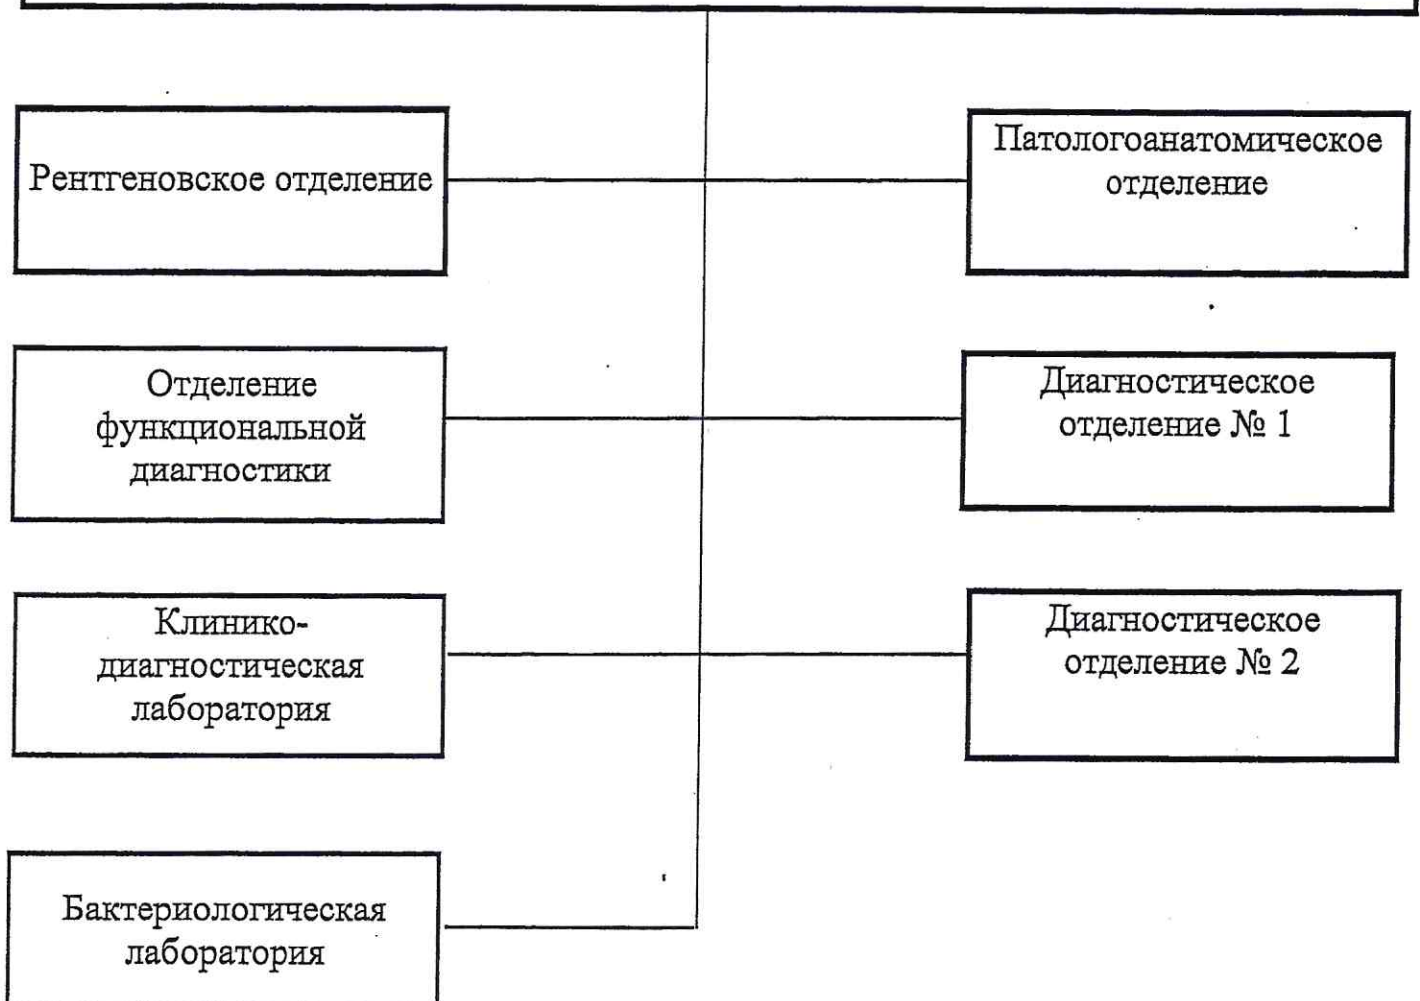 Рентгеновское отделение
Патологоанатомическое
отделение
Отделение
функциональной
диагностики
Диагностическое
отделение № 1
Клинико-
диагностическая
лаборатория
Диагностическое
отделение № 2
Бактериологическая
лаборатория